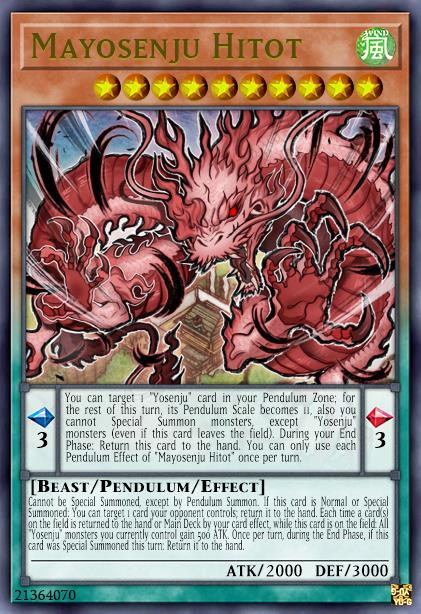 Mayosenju Hitot
WIND
風
You can target 1 "Yosenju" card in your Pendulum Zone; for
the rest of this turn, its Pendulum Scale becomes 11, also you
cannot Special Summon monsters, except "Yosenju"
monsters (even if this card leaves the field). During your End
Phase: Return this card to the hand. You can only use each
Pendulum Effect of "Mayosenju Hitot" once per turn.
3
3
[Beast/Pendulum/Effect]
Cannot be Special Summoned, except by Pendulum Summon. If this card is Normal or Special
Summoned: You can target 1 card your opponent controls; return it to the hand. Each time a card(s)
on the field is returned to the hand or Main Deck by your card effect, while this card is on the field: All
"Yosenju" monsters you currently control gain 500 ATK. Once per turn, during the End Phase, if this
card was Special Summoned this turn: Return it to the hand.
ATK/2000 DEF/3000
21364070